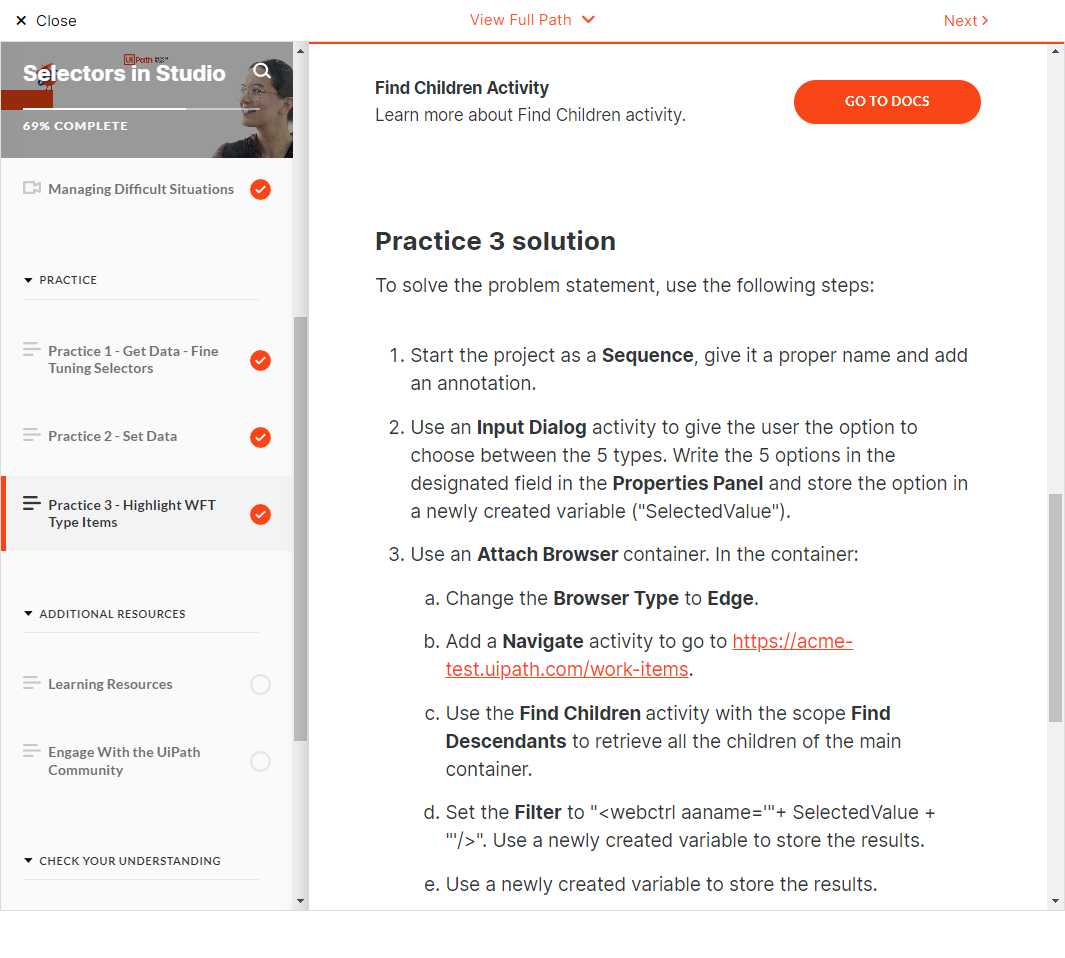 ✕ Close
View Full Path
Next
UiPath
Selectors in Studio
69% COMPLETE
Managing Difficult Situations
PRACTICE
Practice 1 - Get Data - Fine
Tuning Selectors
Practice 2 - Set Data
Practice 3 - Highlight WFT
Type Items
ADDITIONAL RESOURCES
Learning Resources
Engage With the UiPath
Community
CHECK YOUR UNDERSTANDING
Find Children Activity
Learn more about Find Children activity.
GO TO DOCS
Practice 3 solution
To solve the problem statement, use the following steps:
1. Start the project as a Sequence, give it a proper name and add
an annotation.
2. Use an Input Dialog activity to give the user the option to
choose between the 5 types. Write the 5 options in the
designated field in the Properties Panel and store the option in
a newly created variable ("SelectedValue").
3. Use an Attach Browser container. In the container:
a. Change the Browser Type to Edge.
b. Add a Navigate activity to go to https://acme-
test.uipath.com/work-items.
c. Use the Find Children activity with the scope Find
Descendants to retrieve all the children of the main
container.
d. Set the Filter to "<webctrl aaname='"+ SelectedValue +
"'/>". Use a newly created variable to store the results.
e. Use a newly created variable to store the results.